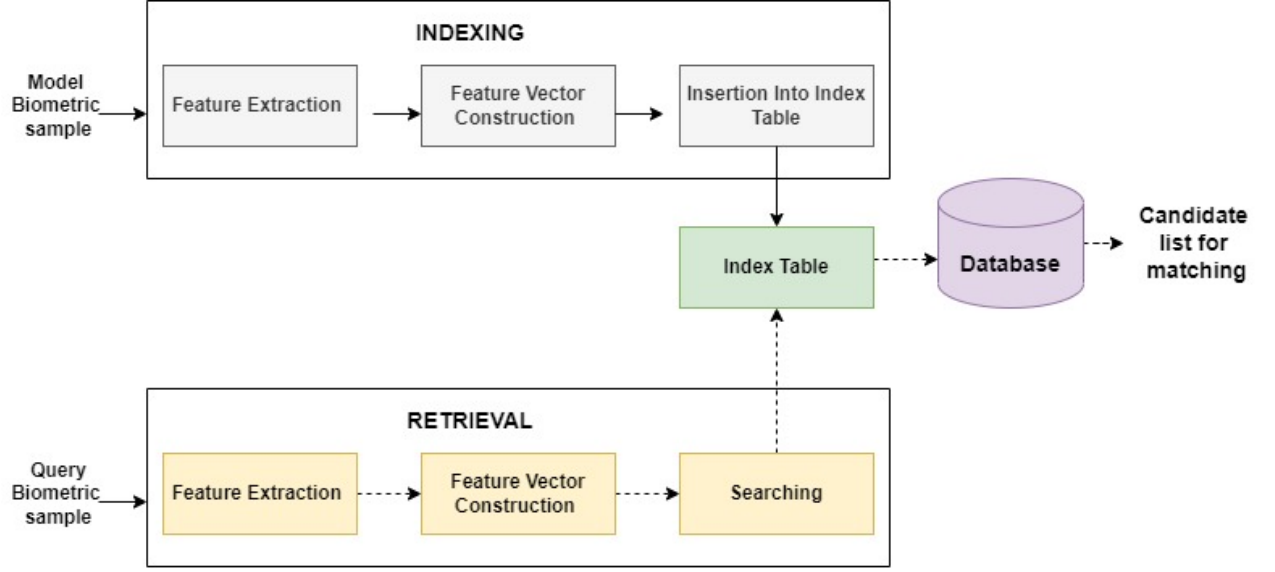 INDEXING
Model
Biometric
sample
Feature Extraction
Feature Vector
Construction
Insertion Into Index
Table
Index Table
Database
Candidate
list for
matching
RETRIEVAL
Query
Biometric
sample
Feature Extraction
Feature Vector
Construction
Searching